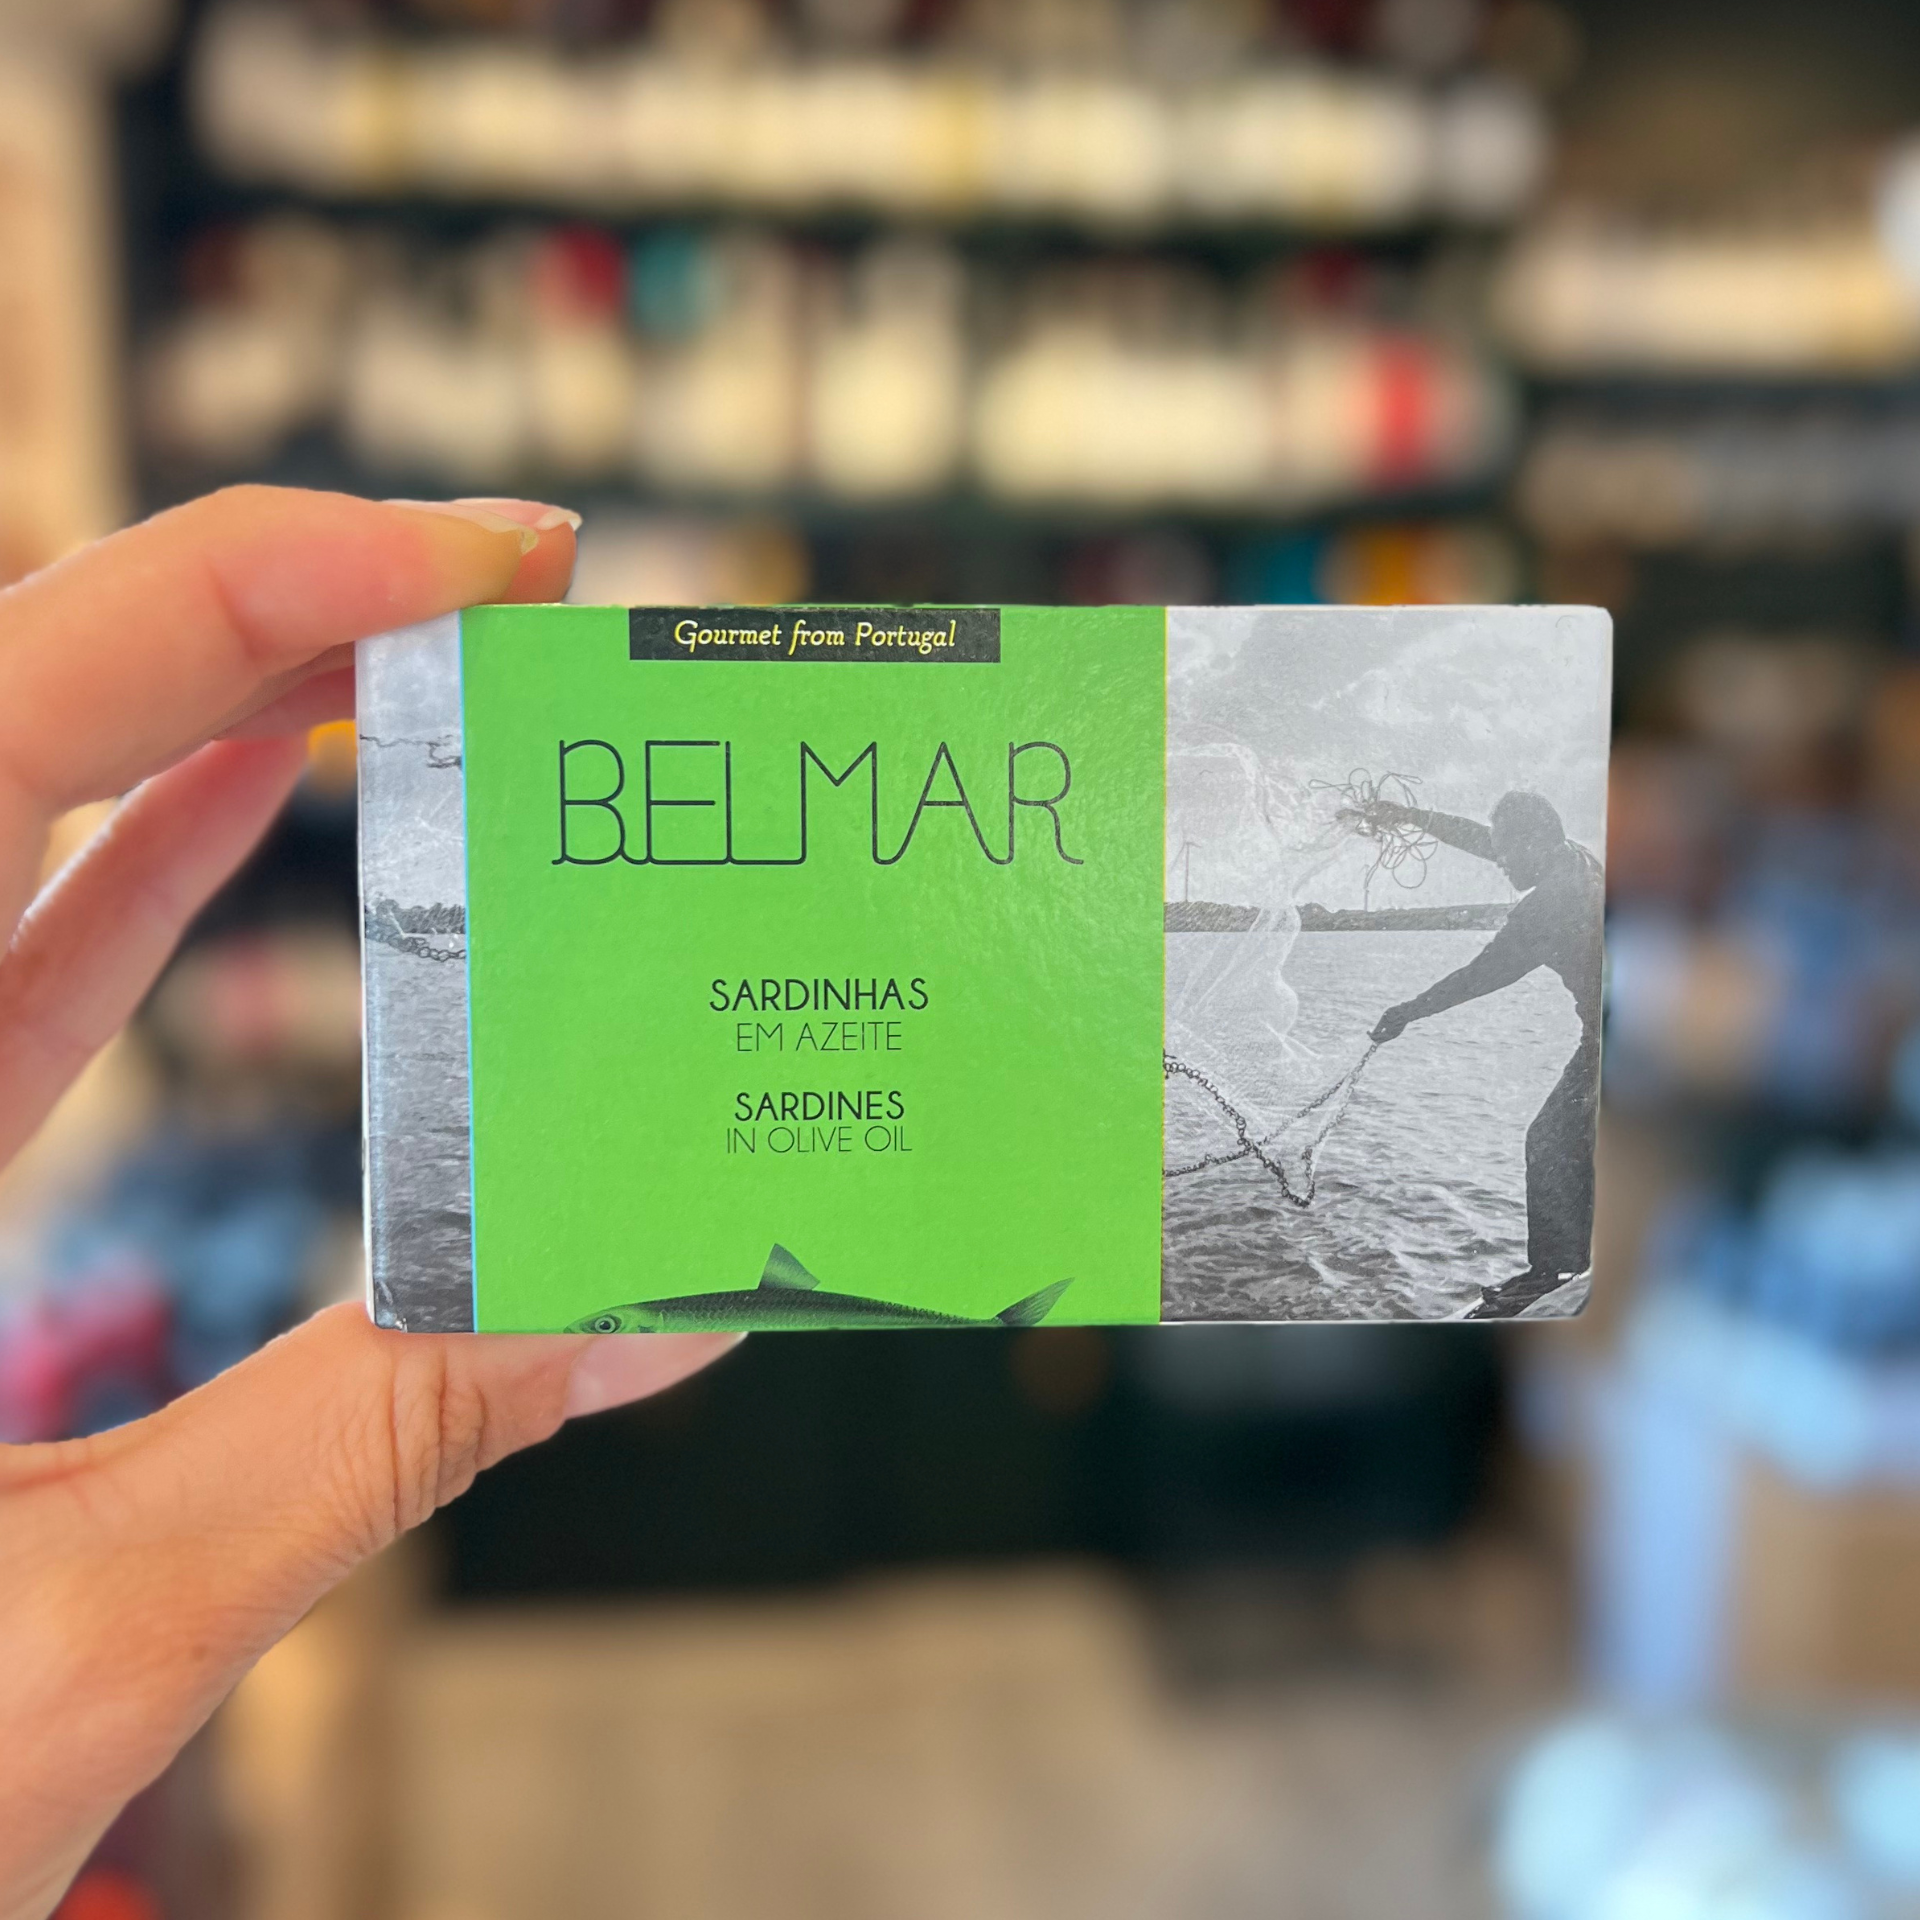 Gourmet from Portugal
BELMAR
SARDINHAS
EM AZEITE
SARDINES
IN OLIVE OIL